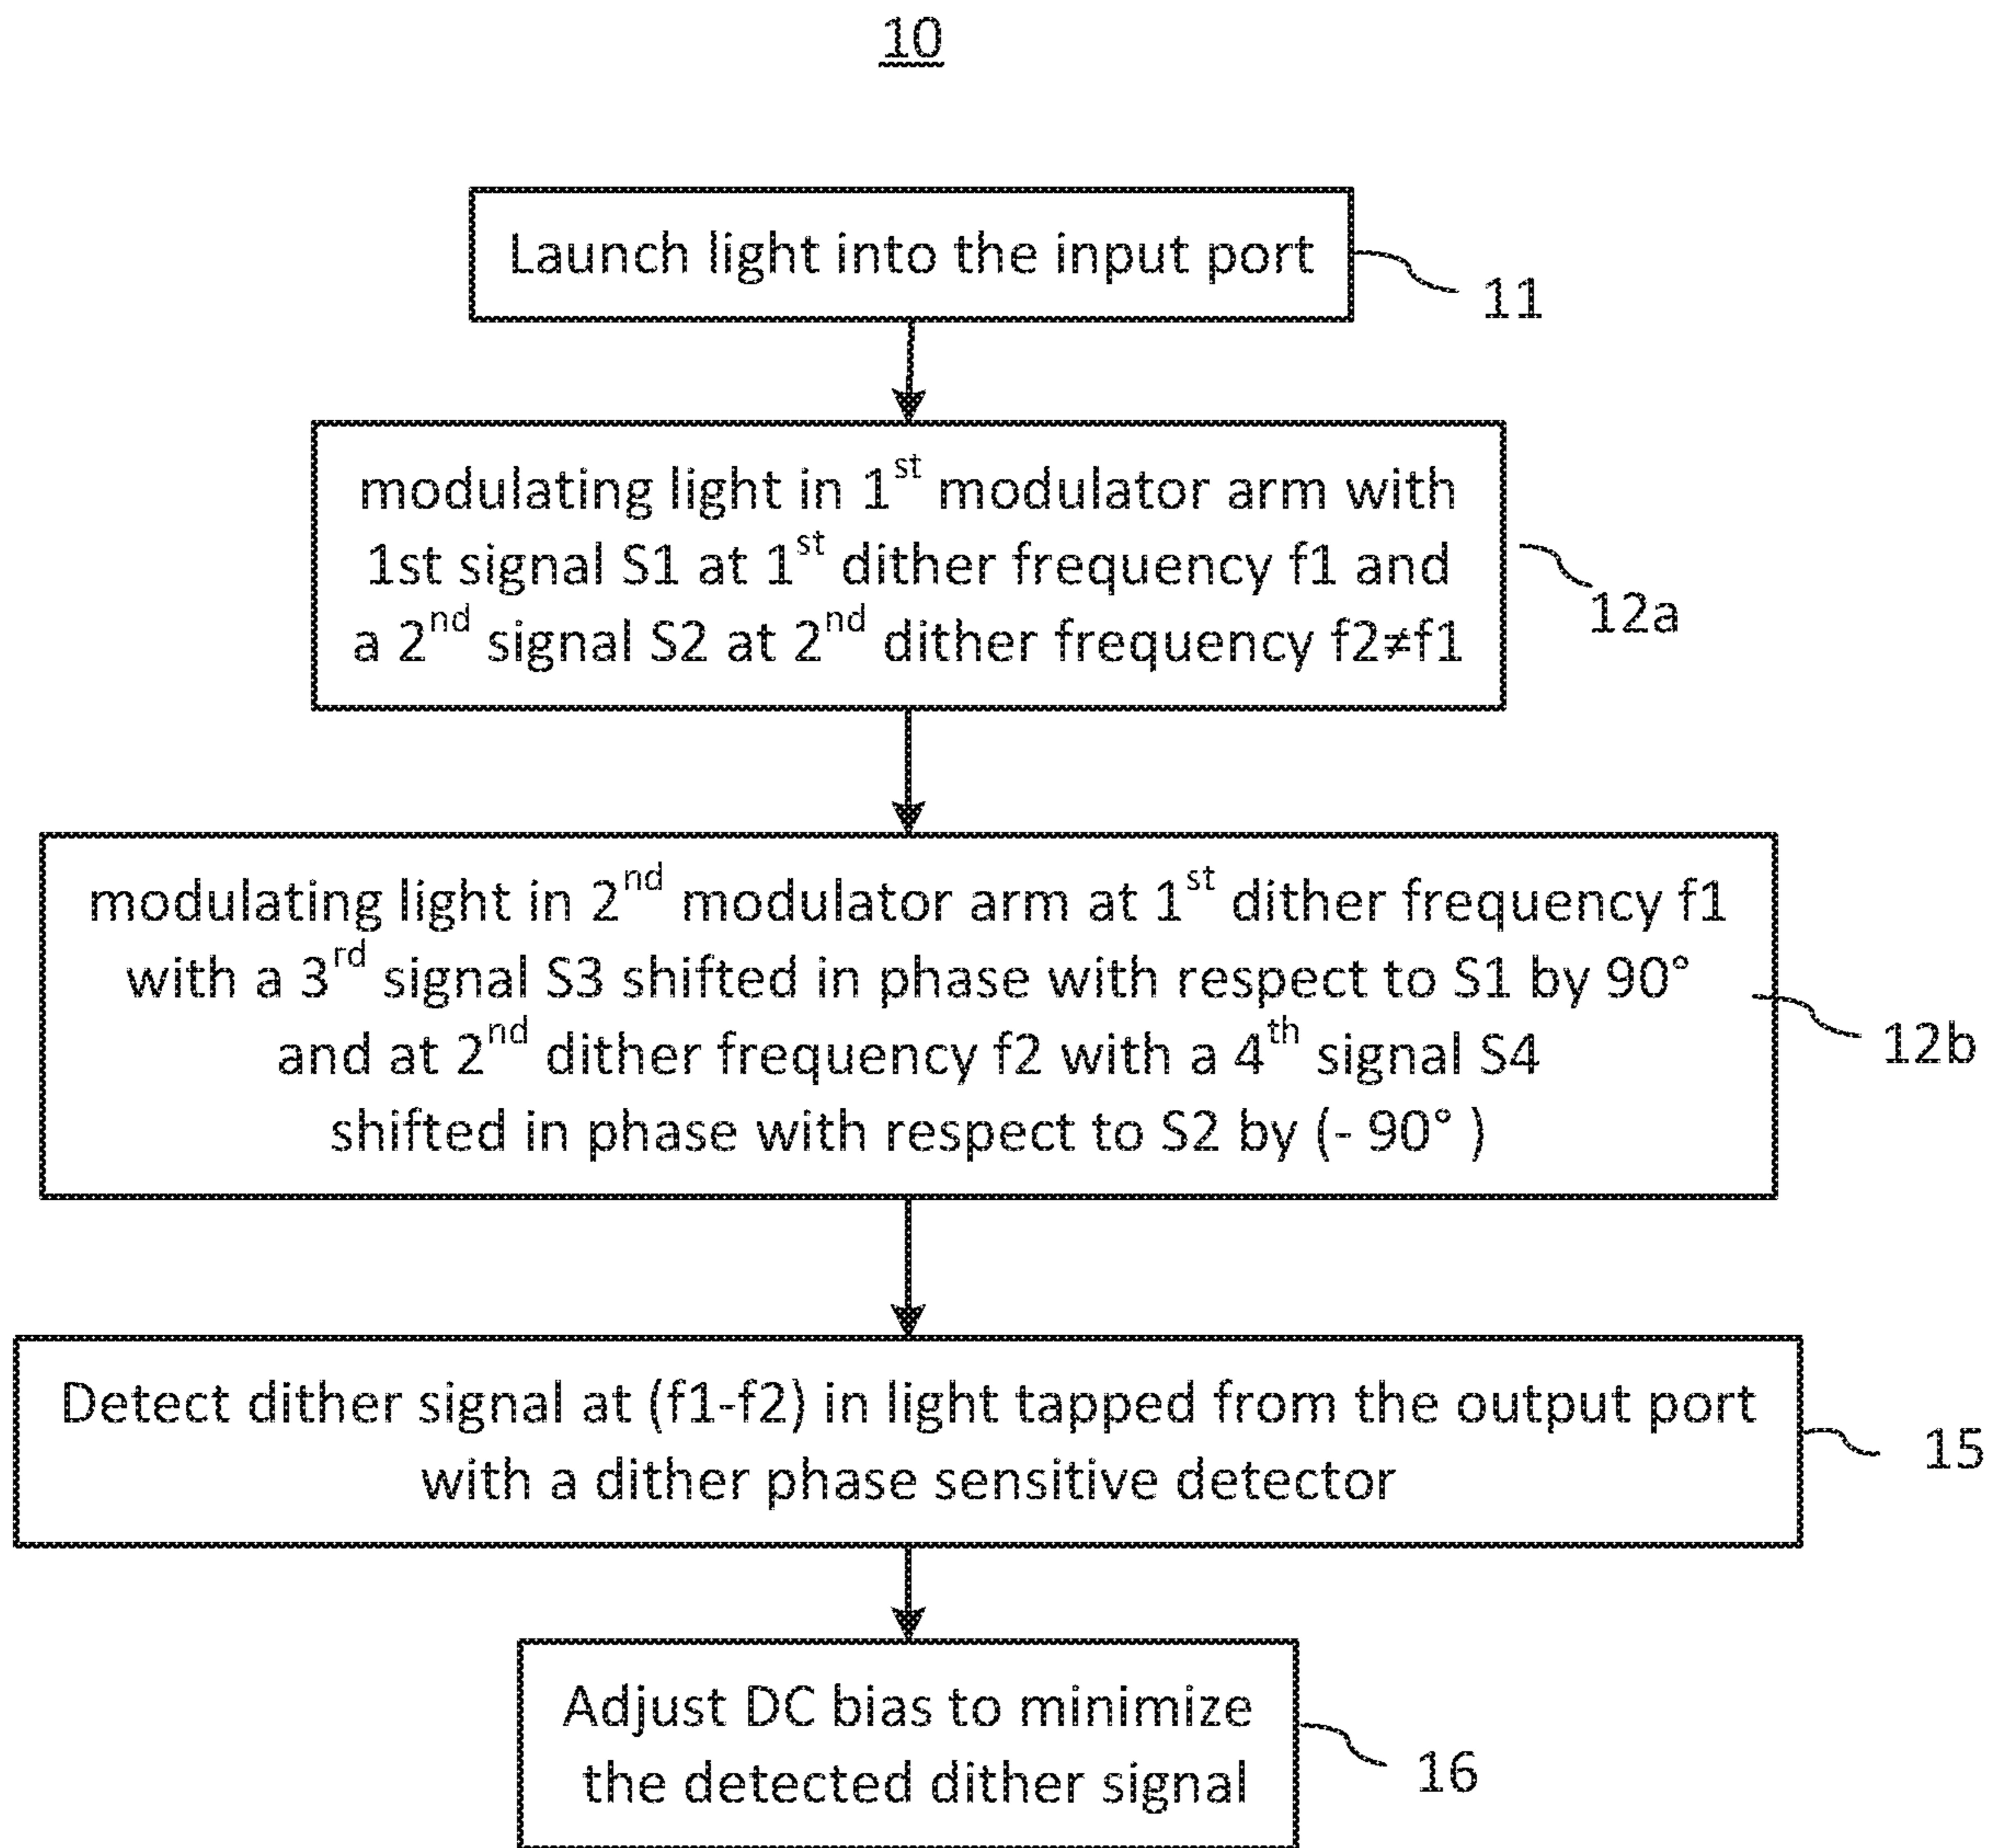 10
Launch light into the input port
11
modulating light in 1st modulator arm with
1st signal S1 at 1st dither frequency f1 and
a 2nd signal S2 at 2nd dither frequency f2≠f1
12a
modulating light in 2nd modulator arm at 1st dither frequency f1
with a 3rd signal S3 shifted in phase with respect to S1 by 90°
and at 2nd dither frequency f2 with a 4th signal S4
shifted in phase with respect to S2 by (- 90° )
12b
Detect dither signal at (f1-f2) in light tapped from the output port
with a dither phase sensitive detector
15
Adjust DC bias to minimize
the detected dither signal
16